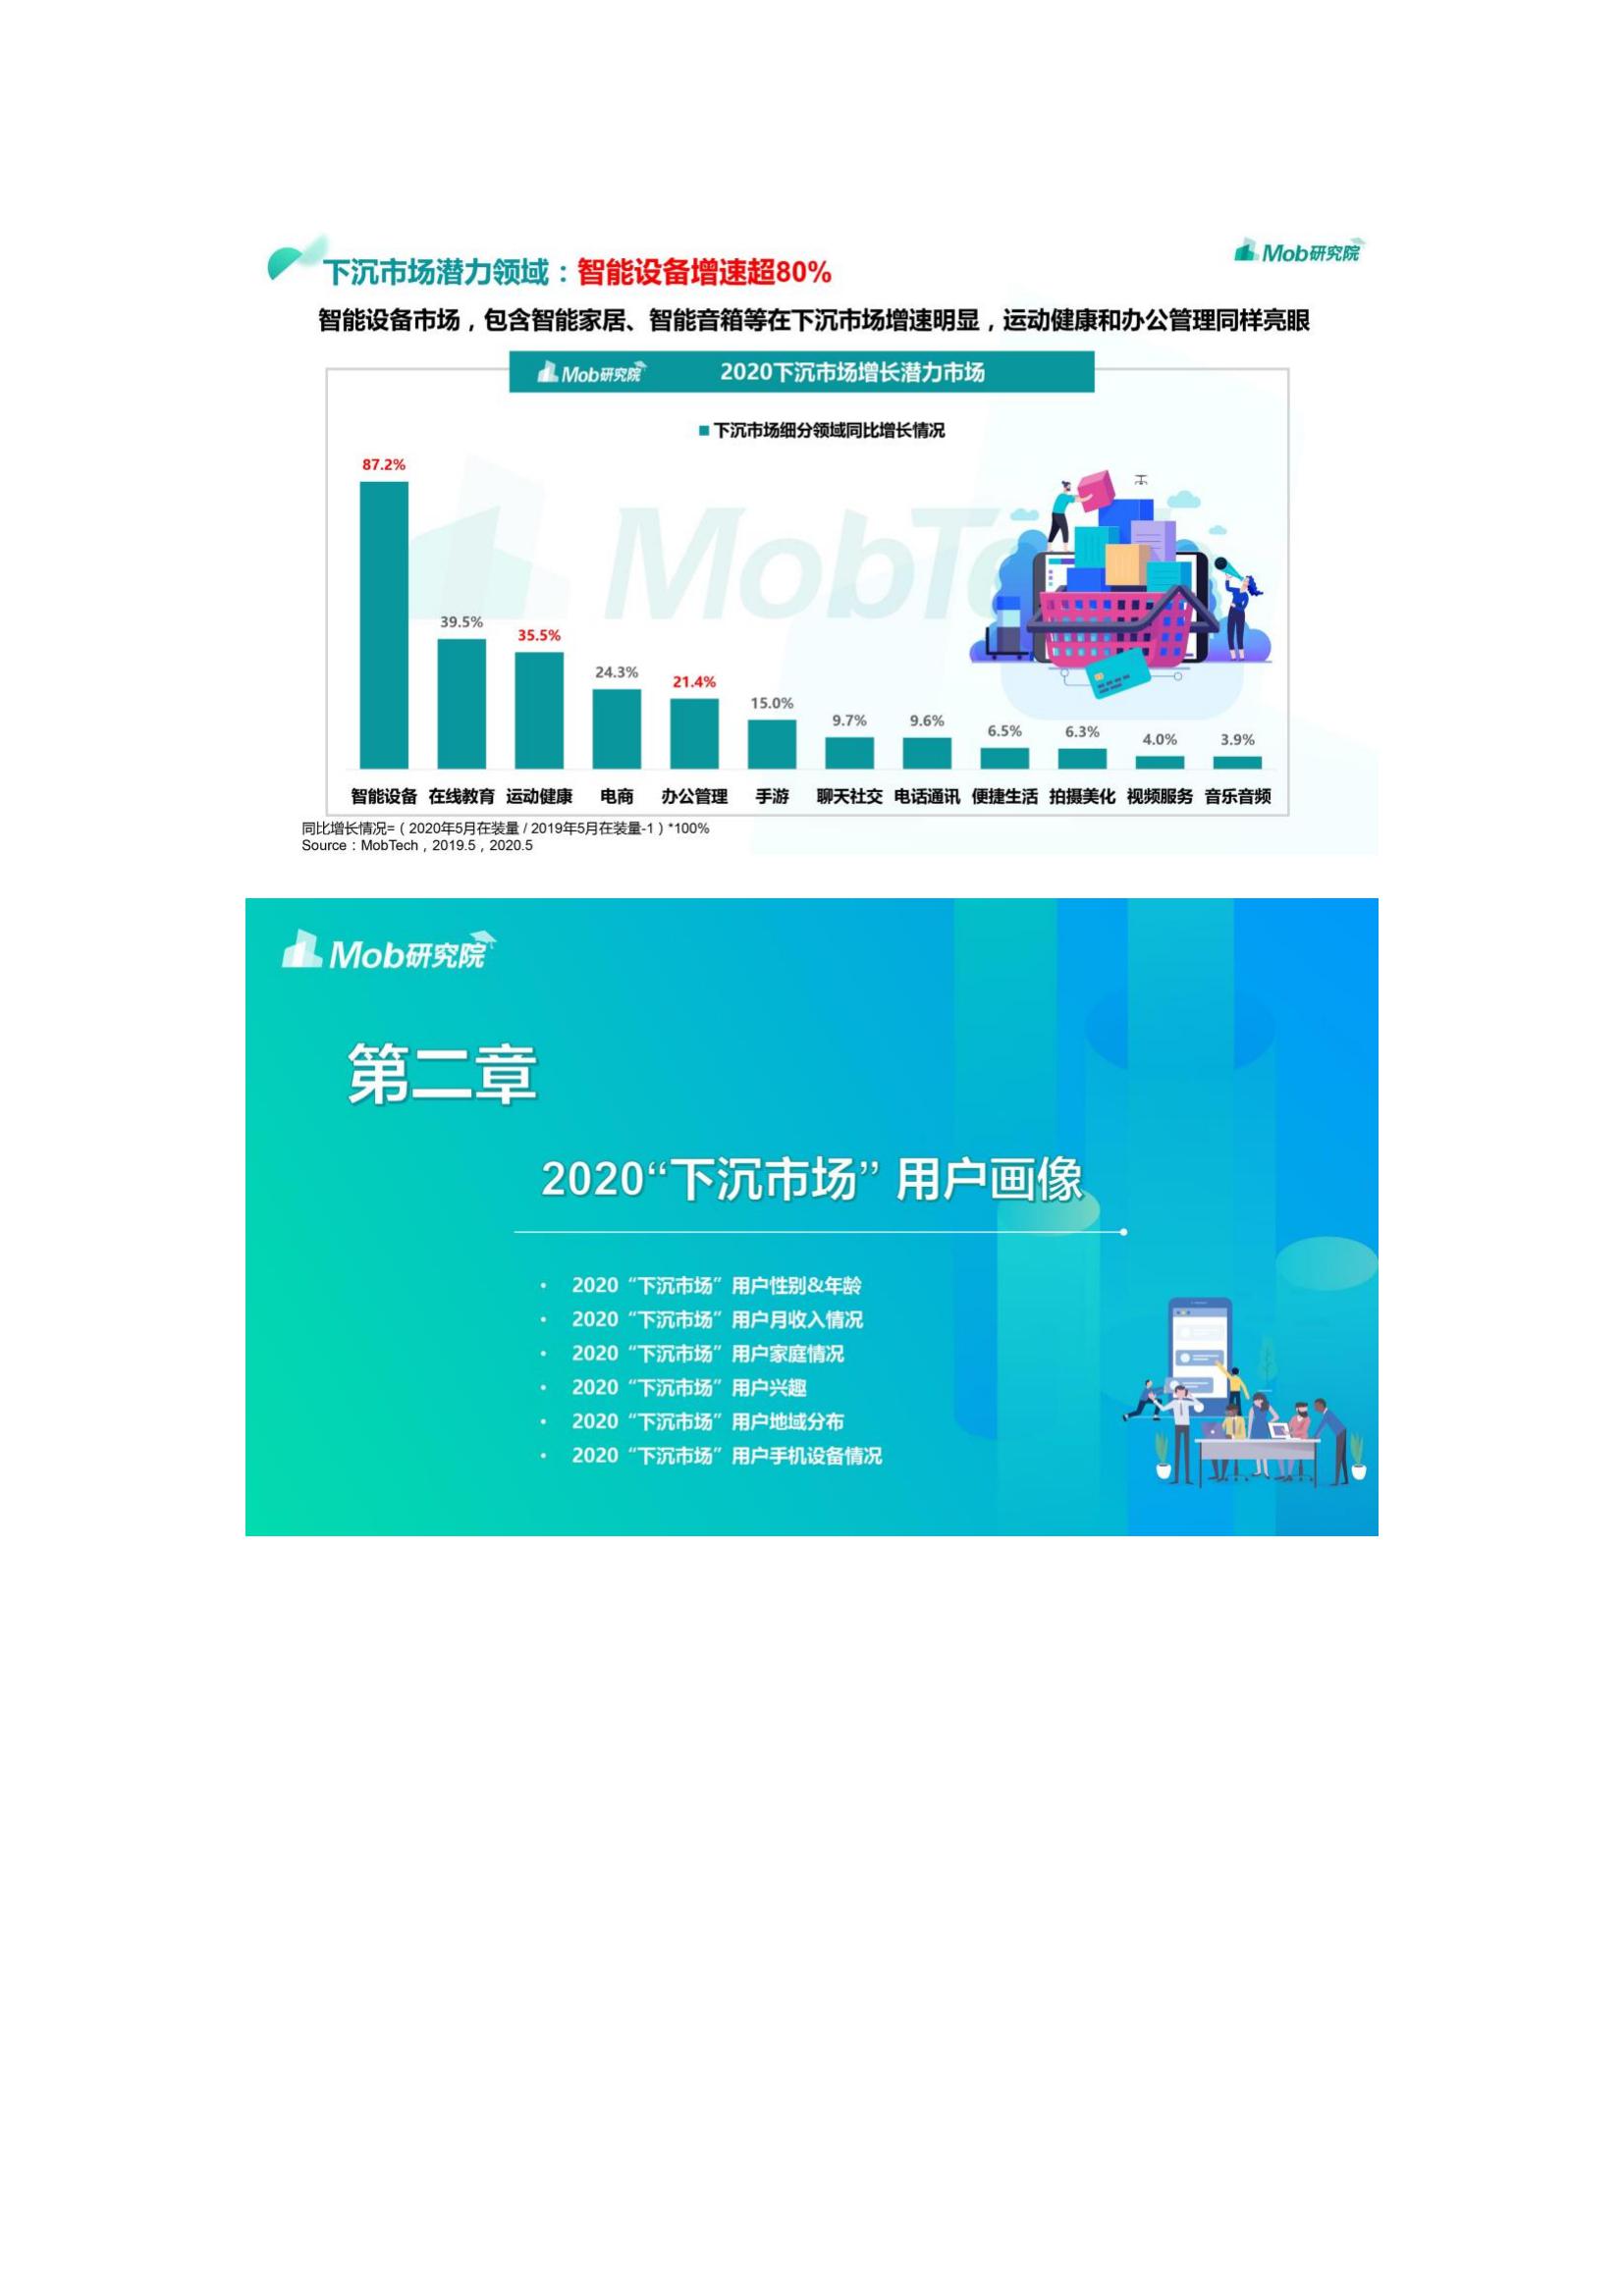 下沉市场潜力领域：智能设备增速超80%
Mob研究院
智能设备市场，包含智能家居、智能音箱等在下沉市场增速明显，运动健康和办公管理同样亮眼
Mob研究院 2020下沉市场增长潜力市场
下沉市场细分领域同比增长情况
MobTe
87.2% 39.5% 35.5% 24.3% 21.4% 15.0% 9.7% 9.6% 6.5% 6.3% 4.0% 3.9%
智能设备 在线教育 运动健康 电商 办公管理 手游 聊天社交 电话通讯 便捷生活 拍摄美化 视频服务 音乐音频
同比增长情况=（2020年5月在装量 / 2019年5月在装量-1）*100%
Source：MobTech，2019.5，2020.5
Mob研究院
第二章
2020“下沉市场” 用户画像
• 2020 “下沉市场”用户性别&年龄
• 2020 “下沉市场”用户月收入情况
• 2020 “下沉市场”用户家庭情况
• 2020 “下沉市场”用户兴趣
• 2020 “下沉市场”用户地域分布
• 2020 “下沉市场”用户手机设备情况